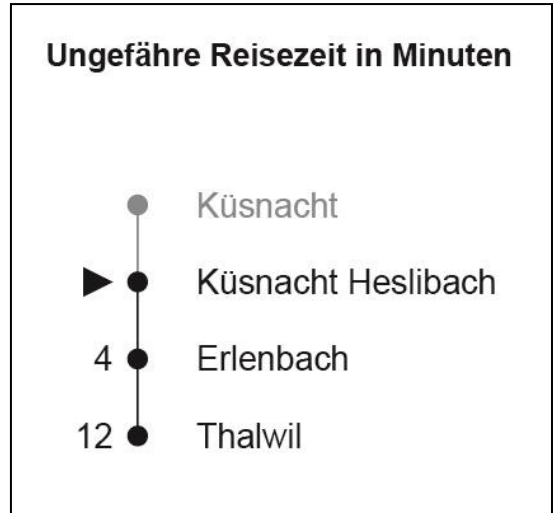 Ungefähre Reisezeit in Minuten
Küsnacht
Küsnacht Heslibach
4 Erlenbach
12 Thalwil